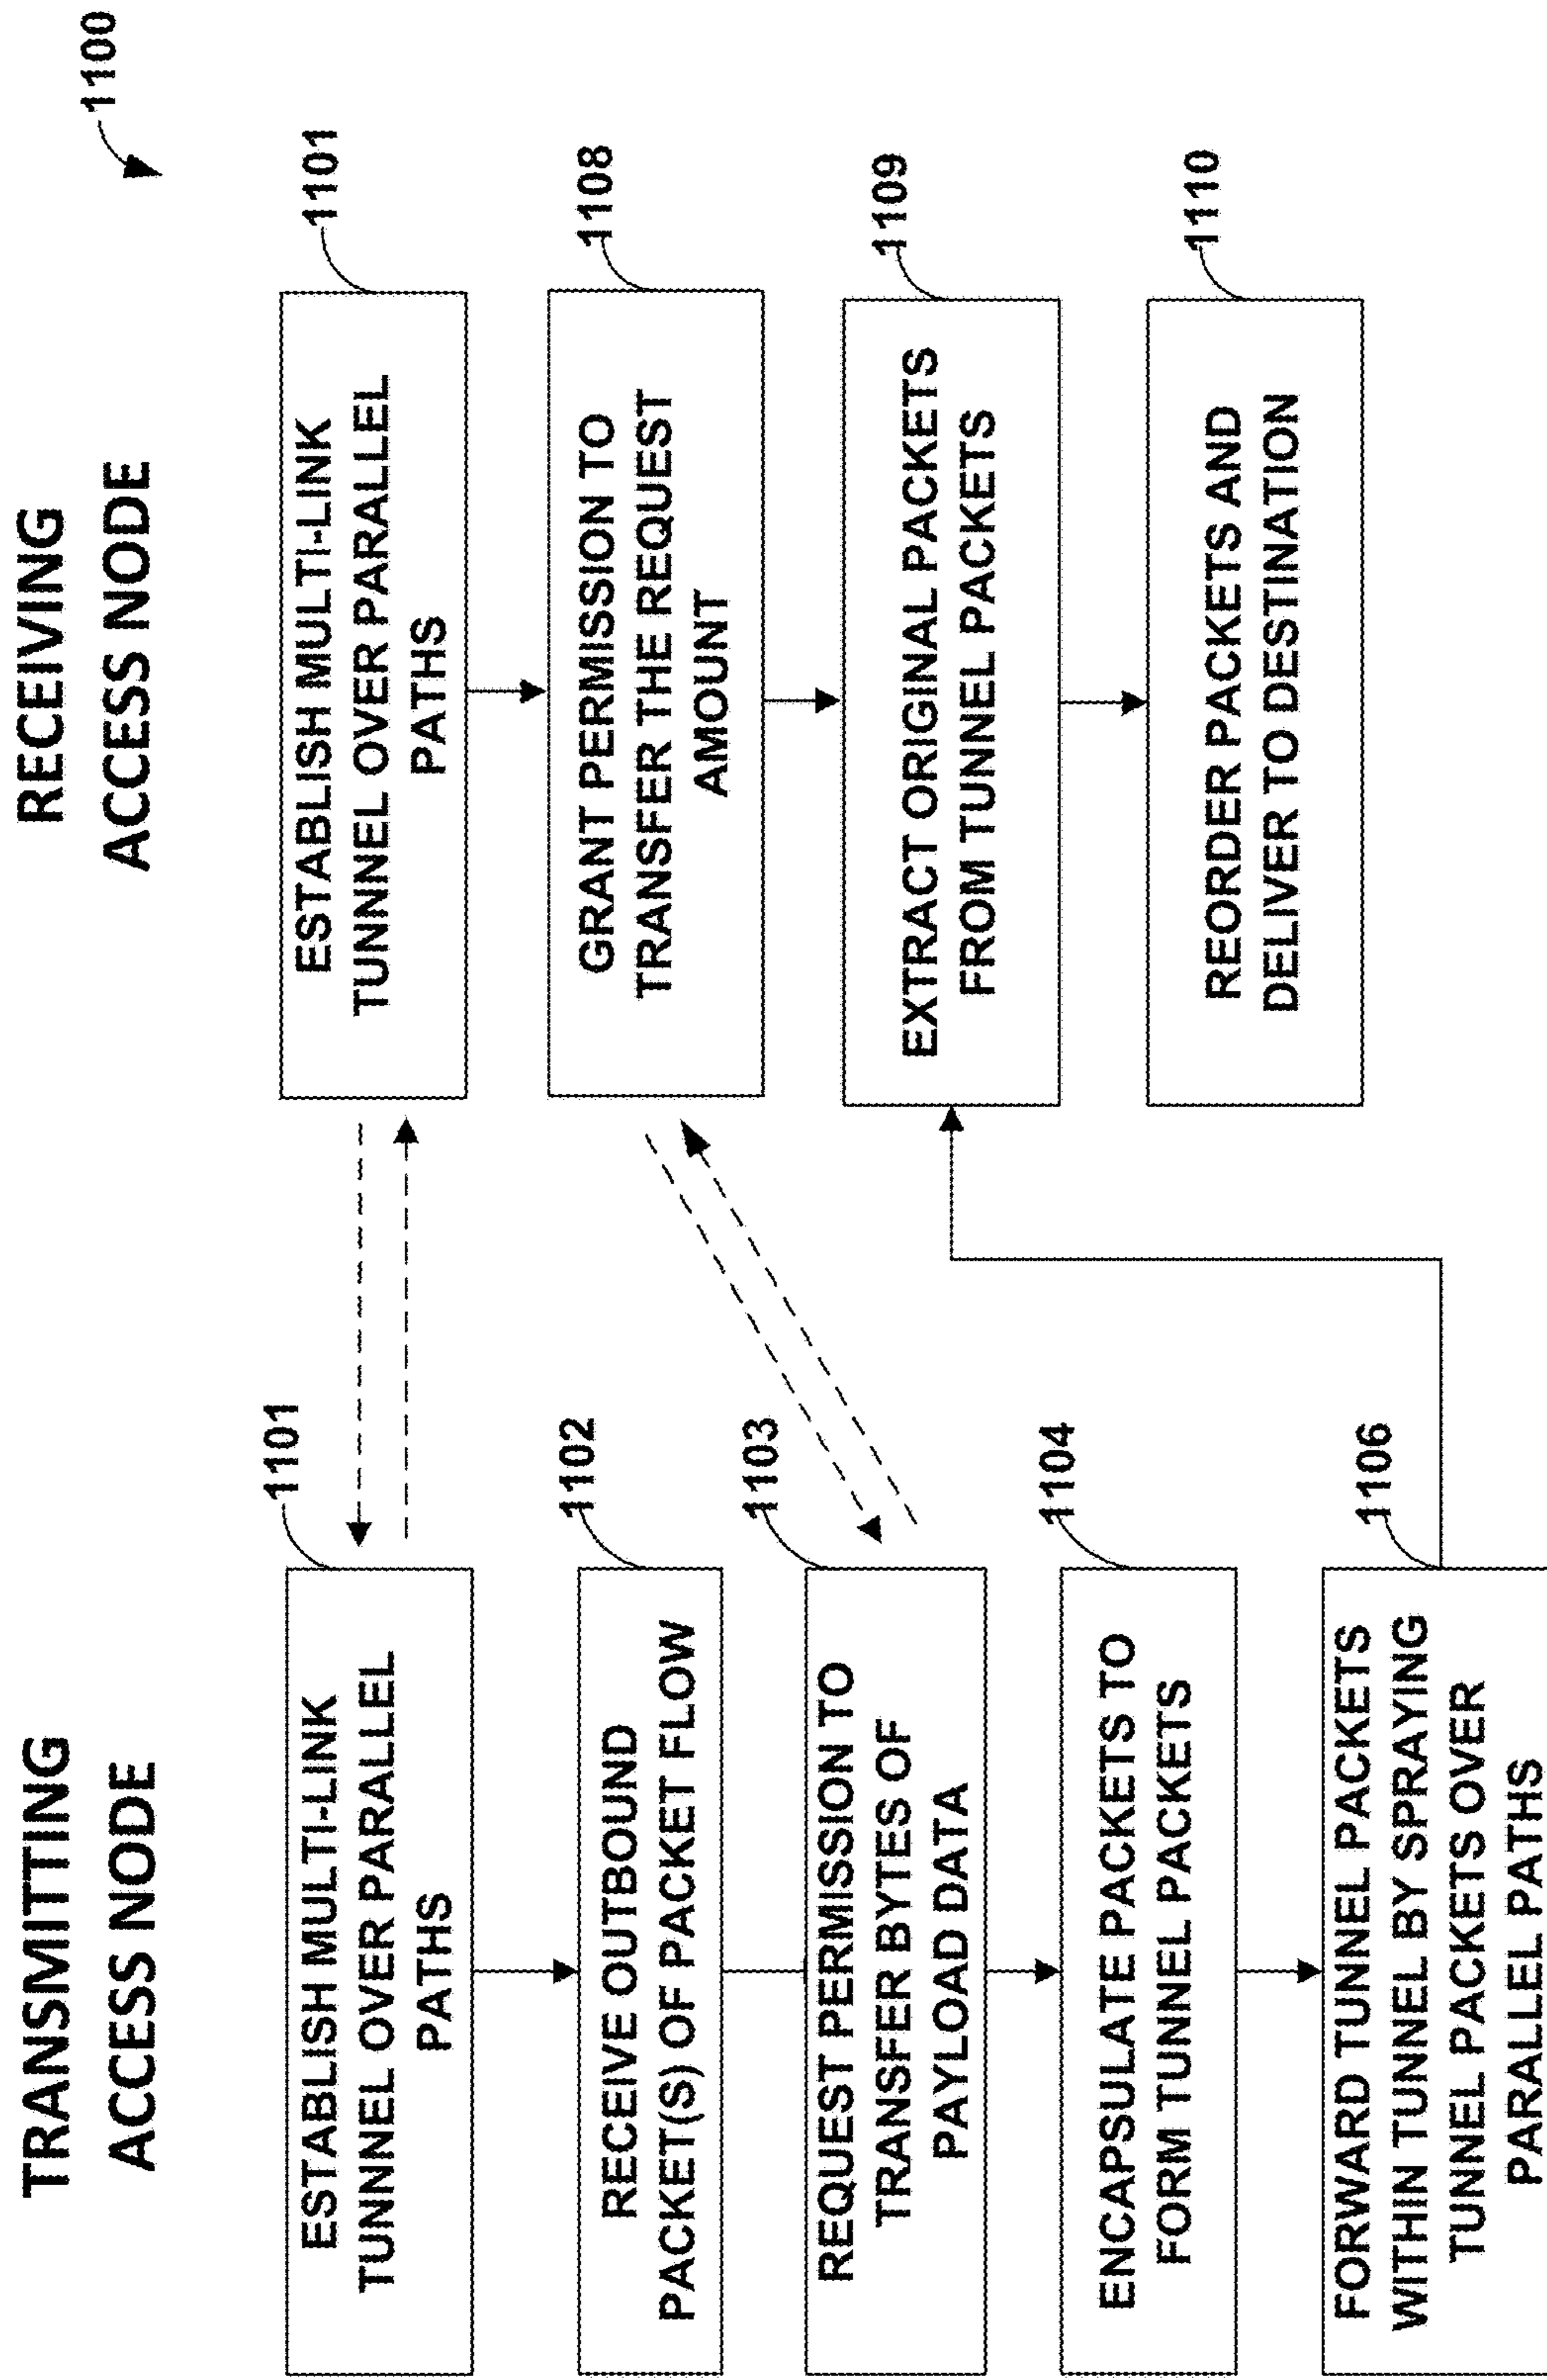 1100
TRANSMITTING
ACCESS NODE
1101
ESTABLISH MULTI-LINK
TUNNEL OVER PARALLEL
PATHS
1102
RECEIVE OUTBOUND
PACKET(S) OF PACKET FLOW
1103
REQUEST PERMISSION TO
TRANSFER BYTES OF
PAYLOAD DATA
1104
ENCAPSULATE PACKETS TO
FORM TUNNEL PACKETS
1106
FORWARD TUNNEL PACKETS
WITHIN TUNNEL BY SPRAYING
TUNNEL PACKETS OVER
PARALLEL PATHS
RECEIVING
ACCESS NODE
1101
ESTABLISH MULTI-LINK
TUNNEL OVER PARALLEL
PATHS
1108
GRANT PERMISSION TO
TRANSFER THE REQUEST
AMOUNT
1109
EXTRACT ORIGINAL PACKETS
FROM TUNNEL PACKETS
1110
REORDER PACKETS AND
DELIVER TO DESTINATION